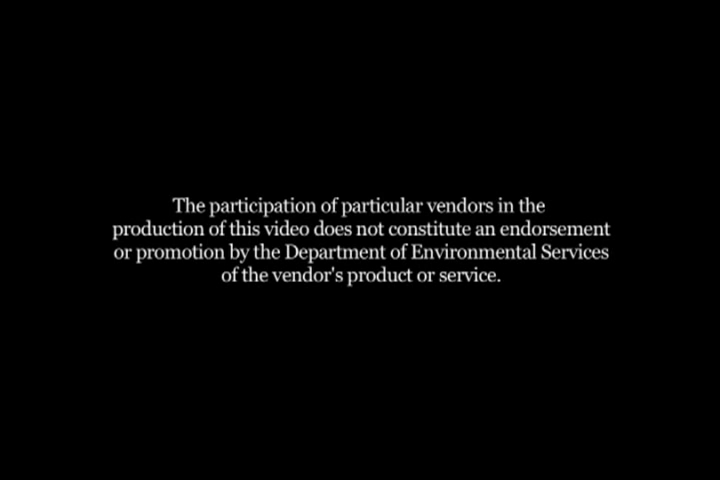 The participation of particular vendors in the
production of this video does not constitute an endorsement
or promotion by the Department of Environmental Services
of the vendor's product or service.